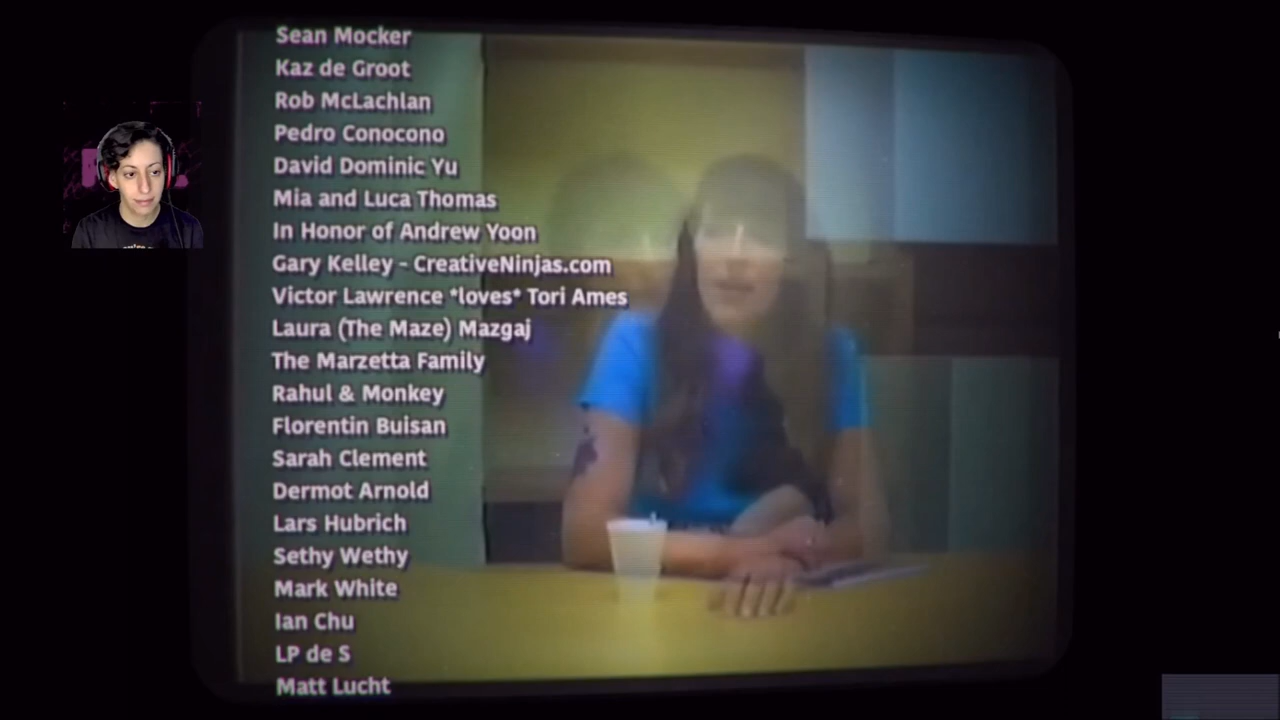 Sean Mocker
Kaz de Groot
Rob McLachlan
Pedro Conocono
David Dominic Yu
Mia and Luca Thomas
In Honor of Andrew Yoon
Gary Kelley - CreativeNinjas.com
Victor Lawrence *loves* Tori Ames
Laura (The Maze) Mazgaj
The Marzetta Family
Rahul & Monkey
Florentin Buisan
Sarah Clement
Dermot Arnold
Lars Hubrich
Sethy Wethy
Mark White
Ian Chu
LP de S
Matt Lucht